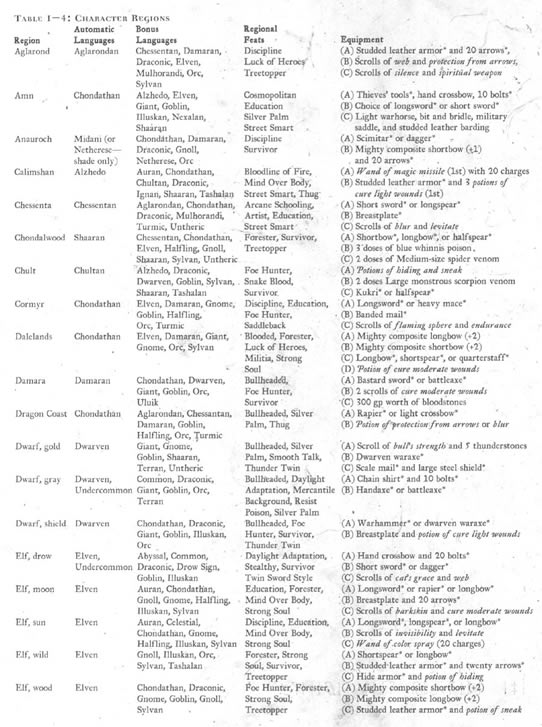 TABLE 1–4: CHARACTER REGIONS
Automatic Bonus Regional
Region Languages Languages Feats Equipment
Aglarond Aglarondan Chessentan, Damaran, Discipline (A) Studded leather armor* and 20 arrows*,
Draconic, Elven, Luck of Heroes (B) Scrolls of web and protection from arrows,
Mulhorandi, Orc, Treetopper (C) Scrolls of silence and spiritual weapon
Sylvan
Amn Chondathan Alzhedo, Elven, Cosmopolitan (A) Thieves' tools*, hand crossbow, 10 bolts*
Giant, Goblin, Education (B) Choice of longsword* or short sword*
Illuskan, Nexalan, Silver Palm (C) Light warhorse, bit and bridle, military
Shaaran Street Smart saddle, and studded leather barding
Anauroch Midani (or Chondathan, Damaran, Discipline (A) Scimitar* or dagger*
Netherese— Draconic, Gnoll, Survivor (B) Mighty composite shortbow (+1)
shade only) Netherese, Orc and 20 arrows*
Calimshan Alzhedo Auran, Chondathan, Bloodline of Fire, (A) Wand of magic missile (1st) with 20 charges
Chultan, Draconic, Mind Over Body, (B) Studded leather armor* and 3 potions of
Ignan, Shaaran, Tashalan Street Smart, Thug cure light wounds (1st)
Chessenta Chessentan Aglarondan, Chondathan, Arcane Schooling, (A) Short sword* or longspear*
Draconic, Mulhorandi, Artist, Education, (B) Breastplate*
Turmic, Untheric Street Smart (C) Scrolls of blur and levitate
Chondalwood Shaaran Chessentan, Chondathan, Forester, Survivor, (A) Shortbow*, longbow*, or halfspear*
Elven, Halfling, Gnoll, Treetopper (B) 3 doses of blue whinnis poison,
Shaaran, Sylvan, Untheric (C) 2 doses of Medium-size spider venom
Chult Chultan Alzhedo, Draconic, Foe Hunter, (A) Potions of hiding and sneak
Dwarven, Goblin, Sylvan, Snake Blood, (B) 2 doses Large monstrous scorpion venom
Shaaran, Tashalan Survivor (C) Kukri* or halfspear*
Cormyr Chondathan Elven, Damaran, Gnome, Discipline, Education, (A) Longsword* or heavy mace*
Goblin, Halfling, Foe Hunter, (B) Banded mail*
Orc, Turmic Saddleback (C) Scrolls of flaming sphere and endurance
Dalelands Chondathan Elven, Damaran, Giant, Blooded, Forester, (A) Mighty composite longbow (+2)
Gnome, Orc, Sylvan Luck of Heroes, (B) Mighty composite shortbow (+2)
Militia, Strong (C) Longbow*, shortspear*, or quarterstaff*
Soul (D) Potion of cure moderate wounds
Damara Damaran Chondathan, Dwarven, Bullheaded, (A) Bastard sword* or battleaxe*
Giant, Goblin, Orc, Foe Hunter, (B) 2 scrolls of cure moderate wounds
Uluik Survivor (C) 300 gp worth of bloodstones
Dragon Coast Chondathan Aglarondan, Chessantan, Bullheaded, Silver (A) Rapier* or light crossbow*
Damaran, Goblin, Palm, Thug (B) Potion of protection from arrows or blur
Halfling, Orc, Turmic
Dwarf, gold Dwarven Giant, Gnome, Bullheaded, Silver (A) Scroll of bull's strength and 5 thunderstones
Goblin, Shaaran, Palm, Smooth Talk, (B) Dwarven waraxe*
Terran, Untheric Thunder Twin (C) Scale mail* and large steel shield*
Dwarf, gray Dwarven, Common, Draconic, Bullheaded, Daylight (A) Chain shirt* and 10 bolts*
Undercommon Giant, Goblin, Orc, Adaptation, Mercantile (B) Handaxe* or battleaxe*
Terran Background, Resist
Poison, Silver Palm
Dwarf, shield Dwarven Chondathan, Draconic, Bullheaded, Foe (A) Warhammer* or dwarven waraxe*
Giant, Goblin, Illuskan, Hunter, Survivor, (B) Breastplate and potion of cure light wounds
Orc Thunder Twin
Elf, drow Elven, Abyssal, Common, Daylight Adaptation, (A) Hand crossbow and 20 bolts*
Undercommon Draconic, Drow Sign, Stealthy, Survivor (B) Short sword* or dagger*
Goblin, Illuskan Twin Sword Style (C) Scrolls of cat's grace and web
Elf, moon Elven Auran, Chondathan, Education, Forester, (A) Longsword* or rapier* or longbow*
Gnoll, Gnome, Halfling, Mind Over Body, (B) Breastplate and 20 arrows*
Illuskan, Sylvan Strong Soul (C) Scrolls of barkskin and cure moderate wounds
Elf, sun Elven Auran, Celestial, Discipline, Education, (A) Longsword*, longspear*, or longbow*
Chondathan, Gnome, Mind Over Body, (B) Scrolls of invisibility and levitate
Halfling, Illuskan, Sylvan Strong Soul (C) Wand of color spray (20 charges)
Elf, wild Elven Gnoll, Illuskan, Orc, Forester, Strong (A) Shortspear* or longbow*
Sylvan, Tashalan Soul, Survivor, (B) Studded leather armor* and twenty arrows*
Treetopper (C) Hide armor* and potion of hiding
Elf, wood Elven Chondathan, Draconic, Foe Hunter, Forester, (A) Mighty composite shortbow (+2)
Gnome, Goblin, Gnoll, Strong Soul, (B) Mighty composite longbow (+2)
Sylvan Treetopper (C) Studded leather armor* and potion of sneak